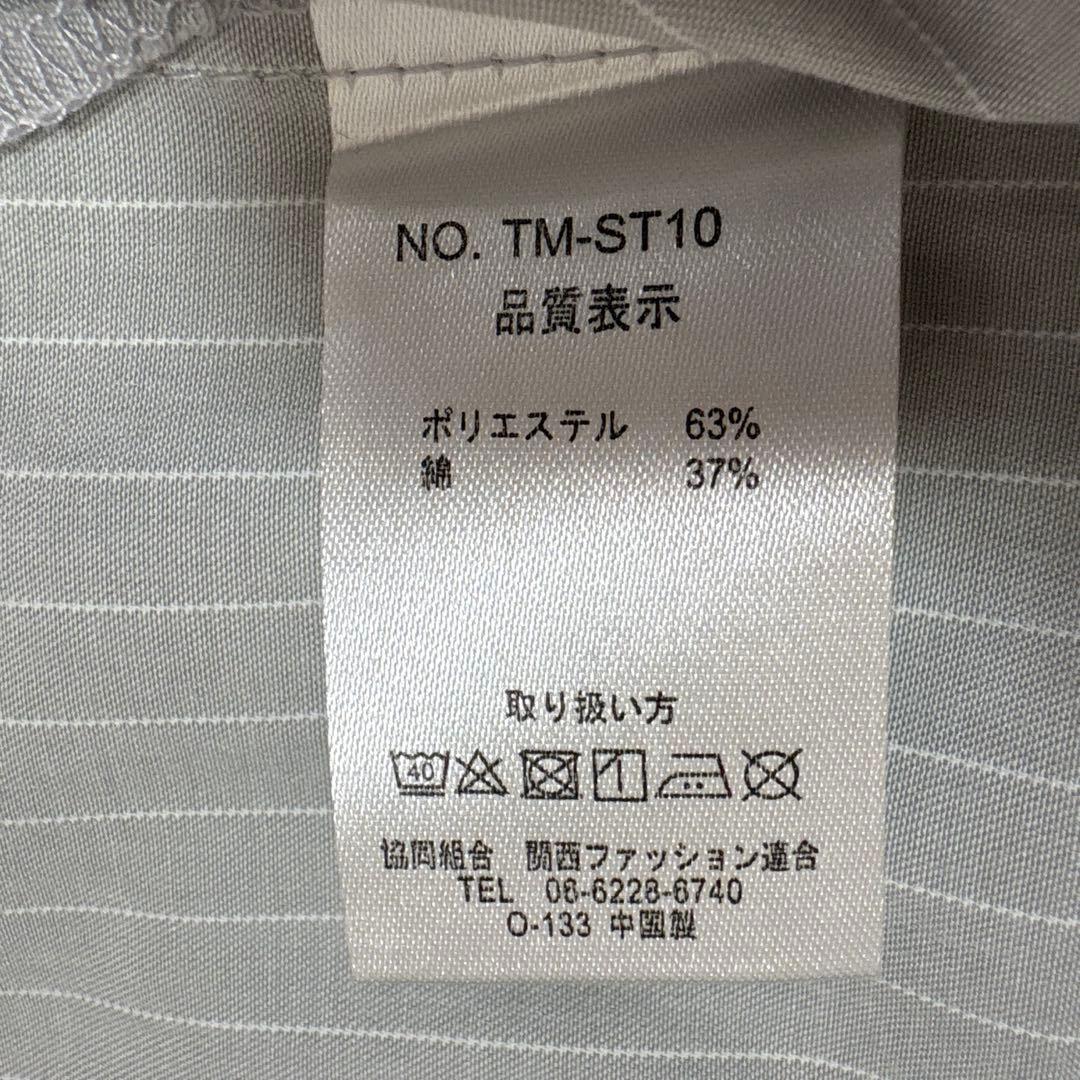 NO. TM-ST10
品質表示
ポリエステル 63%
綿 37%
取り扱い方
40
協同組合 関西ファッション連合
TEL 06-6228-6740
O-133 中国製